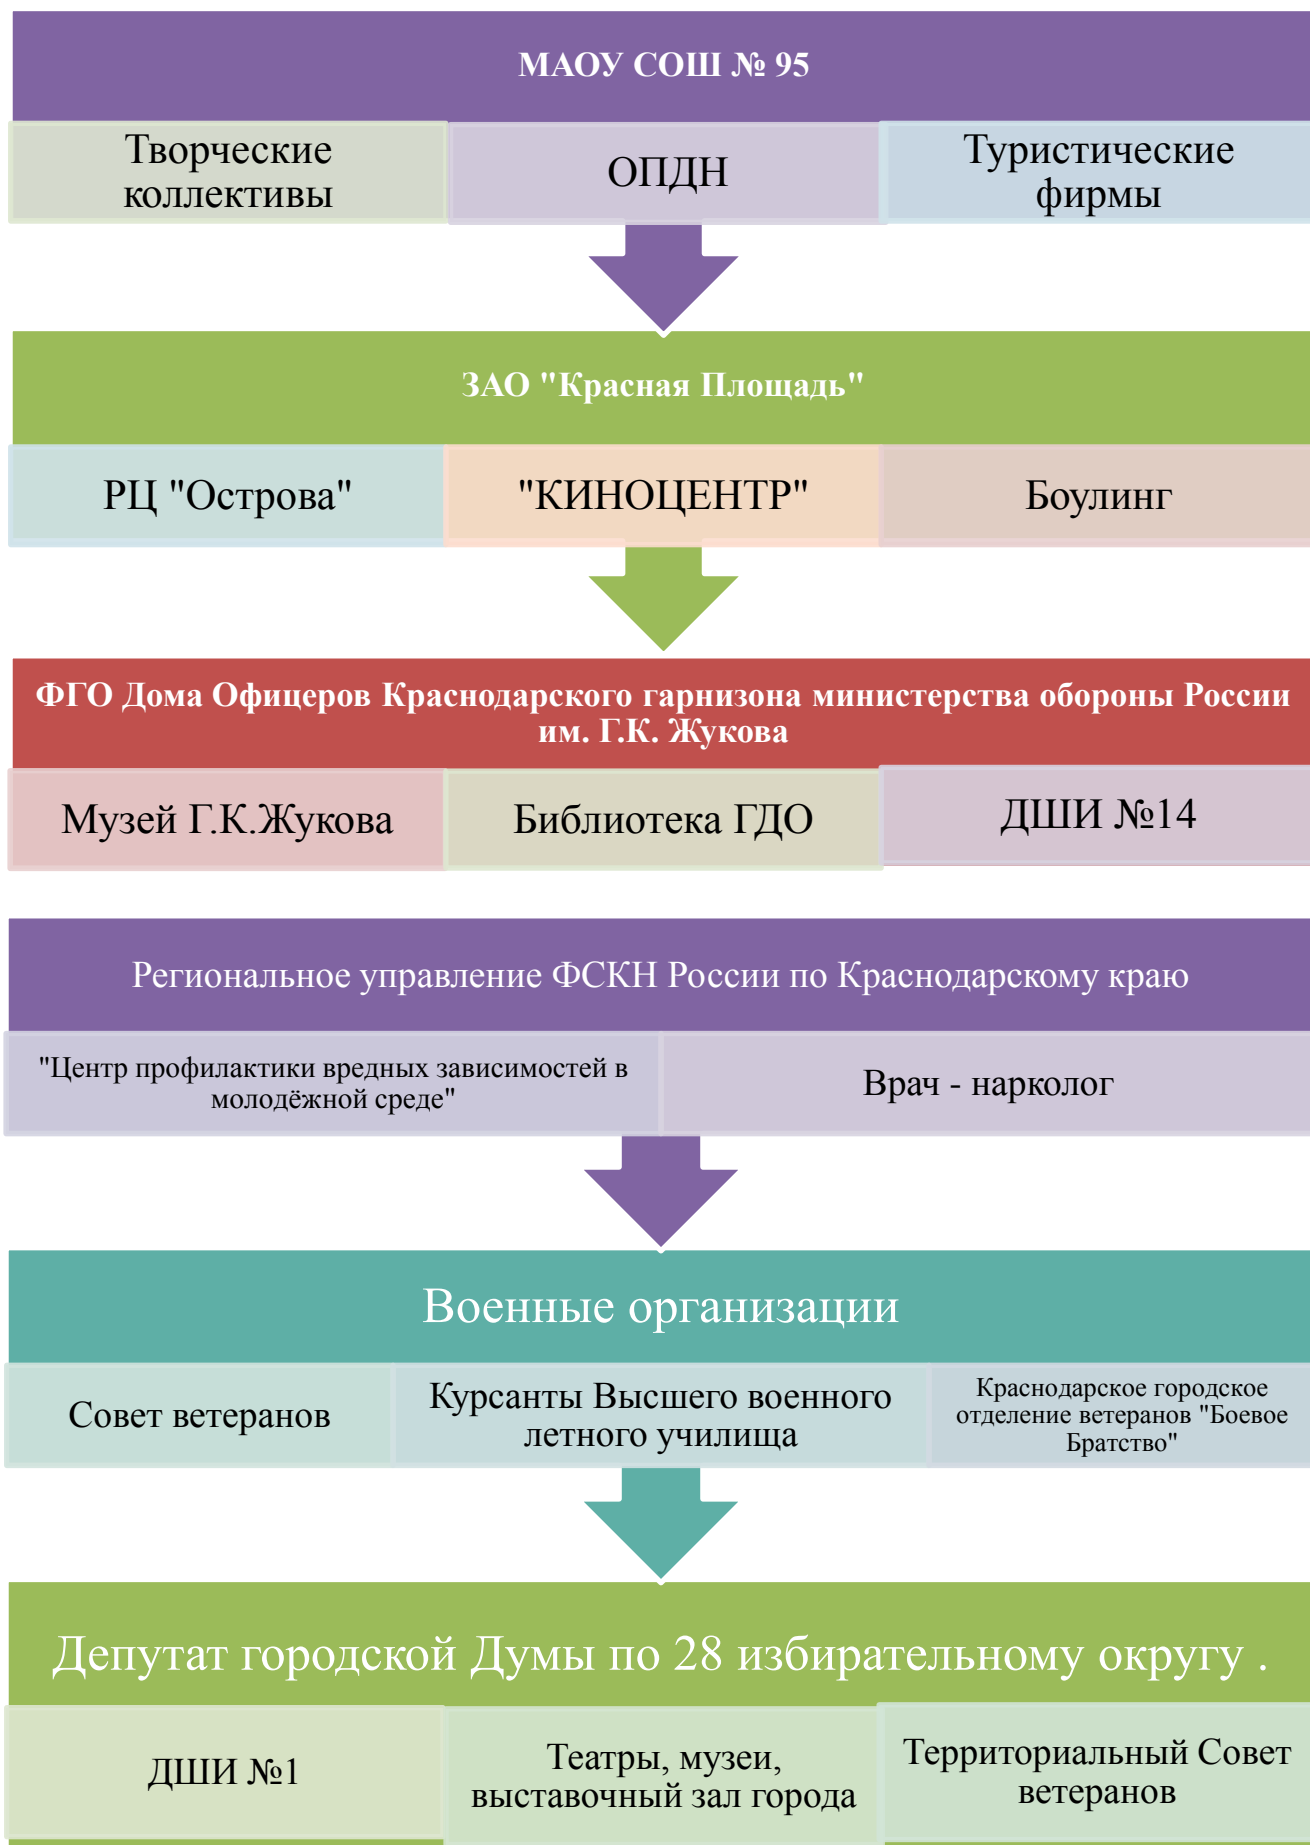 МАОУ СОШ № 95
Творческие
коллективы
ОПДН
Туристические
фирмы
ЗАО "Красная Площадь"
РЦ "Острова"
"КИНОЦЕНТР"
Боулинг
ФГО Дома Офицеров Краснодарского гарнизона министерства обороны России
им. Г.К. Жукова
Музей Г.К.Жукова
Библиотека ГДО
ДШИ №14
Региональное управление ФСКН России по Краснодарскому краю
"Центр профилактики вредных зависимостей в
молодёжной среде"
Врач - нарколог
Военные организации
Совет ветеранов
Курсанты Высшего военного
летного училища
Краснодарское городское
отделение ветеранов "Боевое
Братство"
Депутат городской Думы по 28 избирательному округу .
ДШИ №1
Театры, музеи,
выставочный зал города
Территориальный Совет
ветеранов